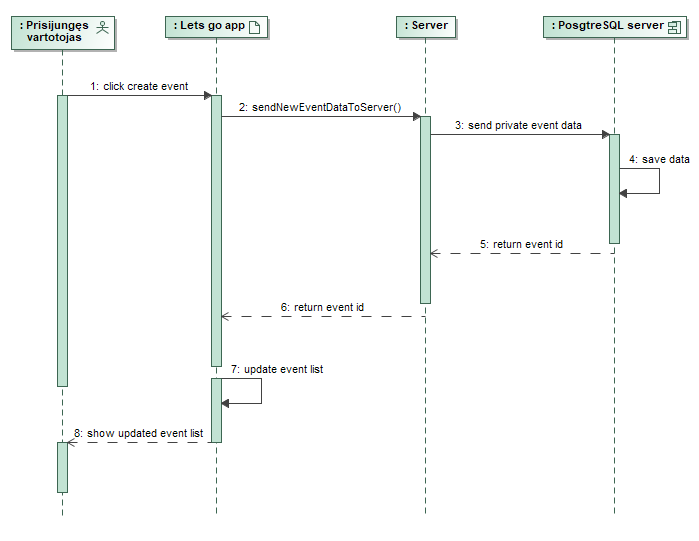 : Prisijungęs
vartotojas
: Lets go app
: Server
: PosgtreSQL server
1: click create event
2: sendNewEventDataToServer()
3: send private event data
4: save data
5: return event id
6: return event id
7: update event list
8: show updated event list